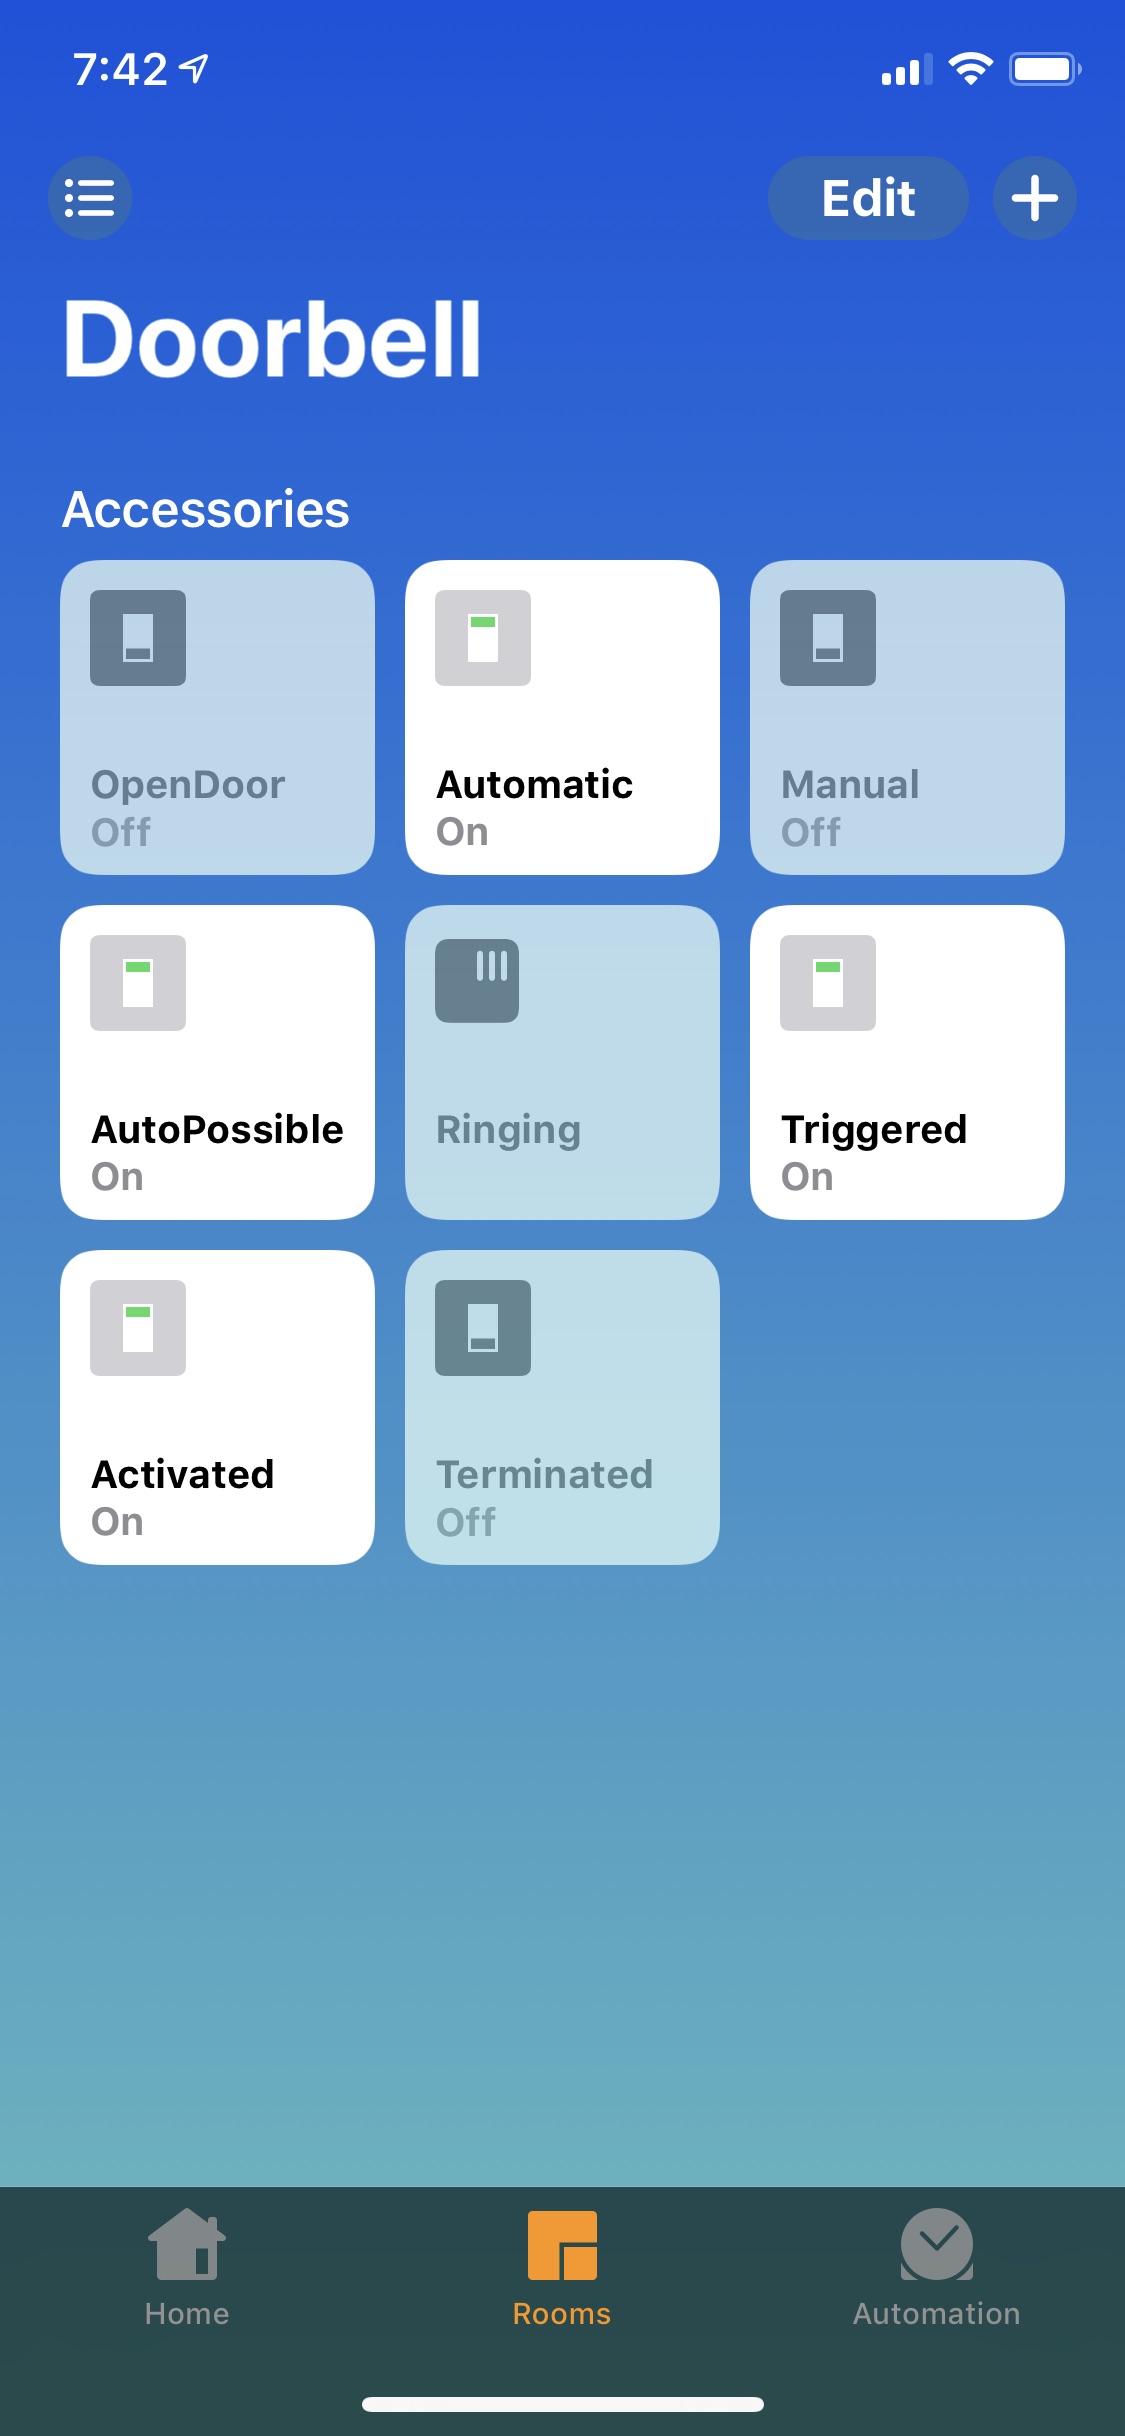 7:42
Edit
Doorbell
Accessories
OpenDoor
Off
Automatic
On
Manual
Off
AutoPossible
On
Ringing
Triggered
On
Activated
On
Terminated
Off
Home
Rooms
Automation